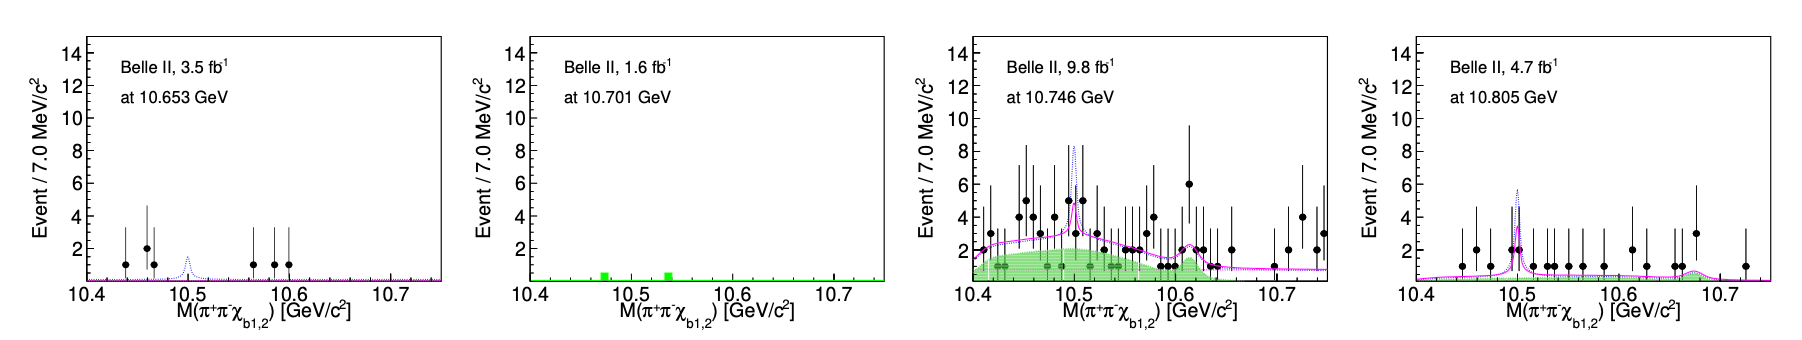 Event / 7.0 MeV/c²
14
12
10
8
6
4
2
Belle II, 3.5 fb⁻¹
at 10.653 GeV
10.4 10.5 10.6 10.7
M(π⁺π⁻χb1,2) [GeV/c²]
Event / 7.0 MeV/c²
14
12
10
8
6
4
2
Belle II, 1.6 fb⁻¹
at 10.701 GeV
10.4 10.5 10.6 10.7
M(π⁺π⁻χb1,2) [GeV/c²]
Event / 7.0 MeV/c²
14
12
10
8
6
4
2
Belle II, 9.8 fb⁻¹
at 10.746 GeV
10.4 10.5 10.6 10.7
M(π⁺π⁻χb1,2) [GeV/c²]
Event / 7.0 MeV/c²
14
12
10
8
6
4
2
Belle II, 4.7 fb⁻¹
at 10.805 GeV
10.4 10.5 10.6 10.7
M(π⁺π⁻χb1,2) [GeV/c²]